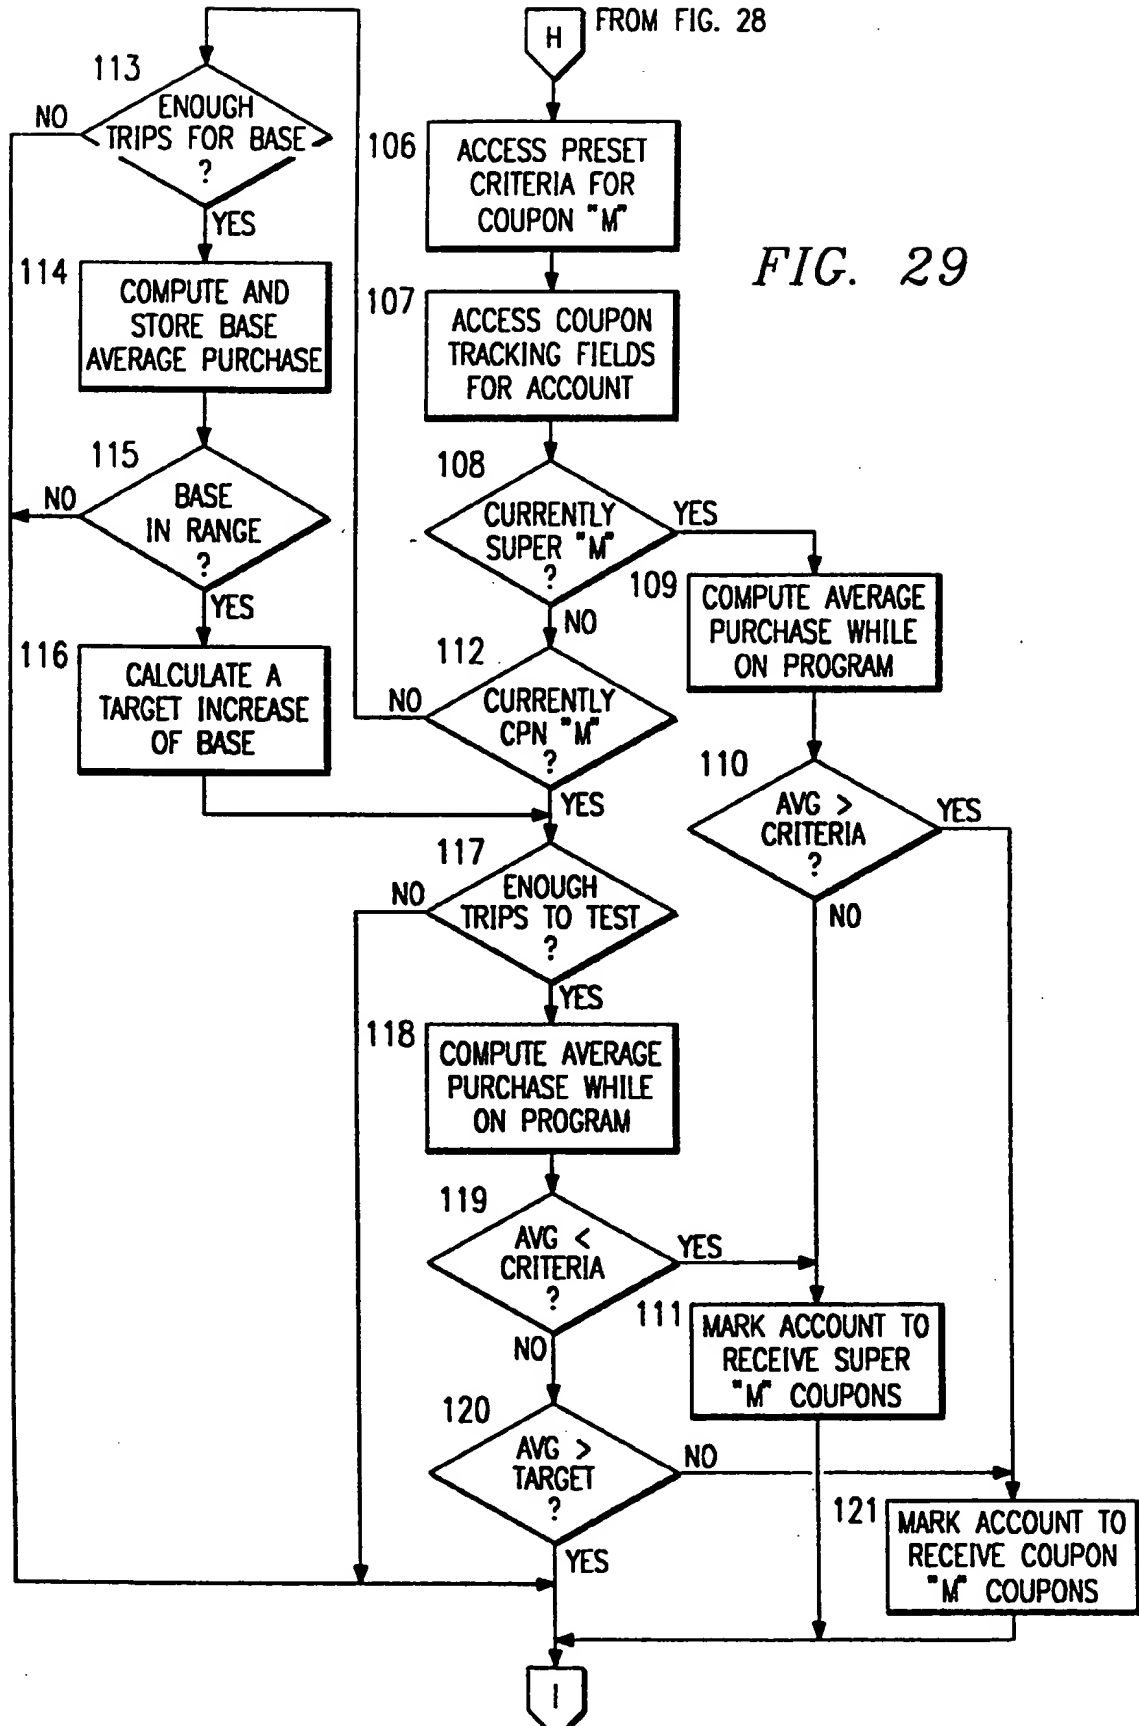 H
FROM FIG. 28
106
ACCESS PRESET
CRITERIA FOR
COUPON "M"
FIG. 29
107
ACCESS COUPON
TRACKING FIELDS
FOR ACCOUNT
108
CURRENTLY
SUPER "M"
?
YES
NO
109
COMPUTE AVERAGE
PURCHASE WHILE
ON PROGRAM
110
AVG >
CRITERIA
?
YES
NO
112
CURRENTLY
CPN "M"
?
NO
YES
113
ENOUGH
TRIPS FOR BASE
?
NO
YES
114
COMPUTE AND
STORE BASE
AVERAGE PURCHASE
115
BASE
IN RANGE
?
NO
YES
116
CALCULATE A
TARGET INCREASE
OF BASE
117
ENOUGH
TRIPS TO TEST
?
NO
YES
118
COMPUTE AVERAGE
PURCHASE WHILE
ON PROGRAM
119
AVG <
CRITERIA
?
YES
NO
111
MARK ACCOUNT TO
RECEIVE SUPER
"M" COUPONS
120
AVG >
TARGET
?
NO
YES
121
MARK ACCOUNT TO
RECEIVE COUPON
"M" COUPONS
I